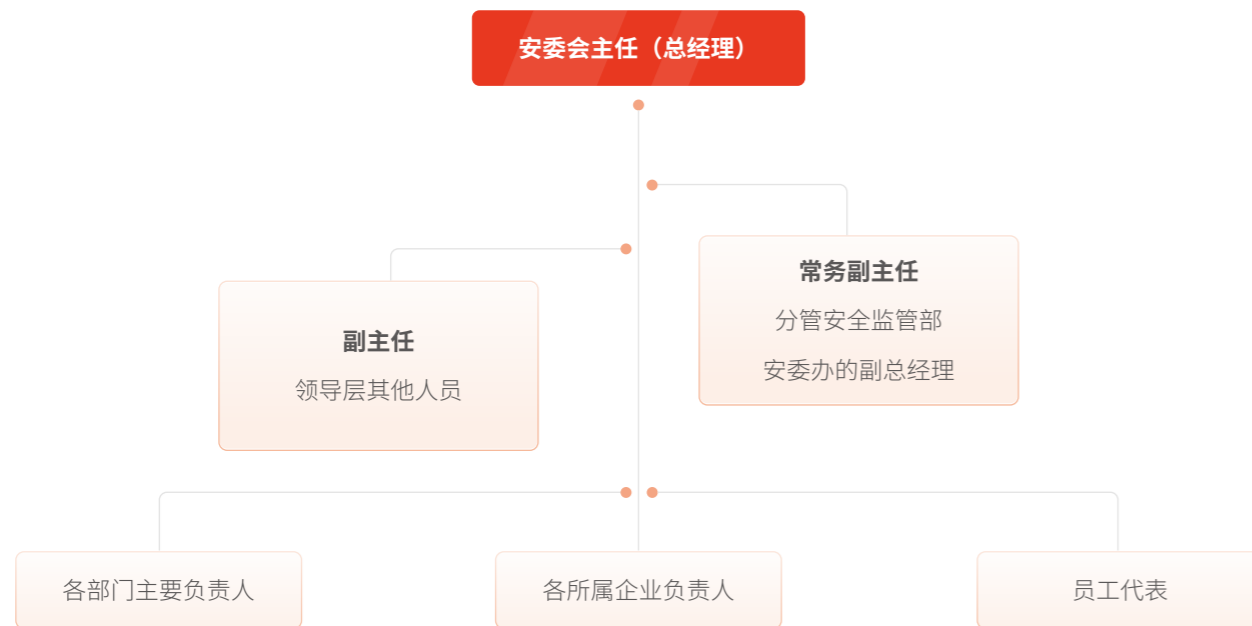 安委会主任（总经理）
常务副主任
分管安全监管部
安委办的副总经理
副主任
领导层其他人员
各部门主要负责人
各所属企业负责人
员工代表